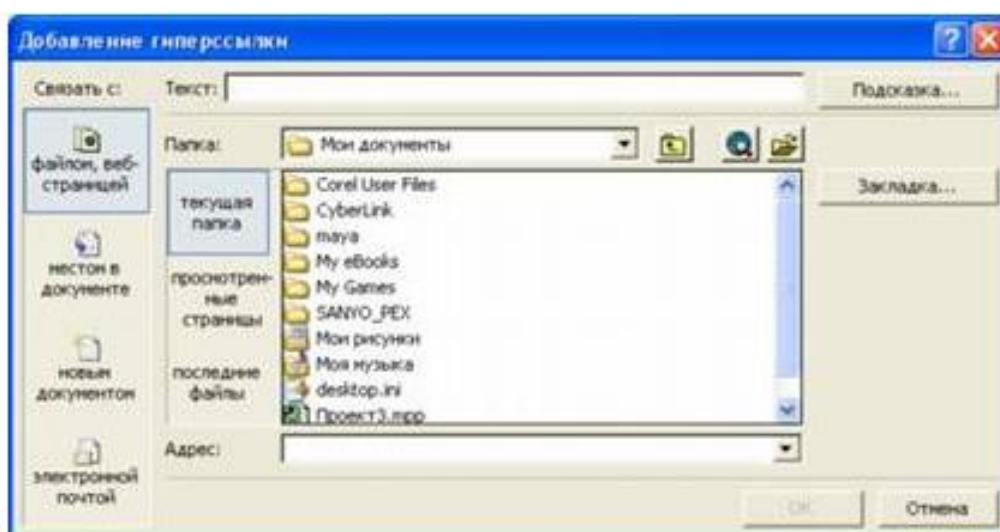 Добавление гиперссылки
Связать с:
Текст:
Подсказка...
файлом, веб-
страницей
Папка:
Мои документы
Закладка...
текущая
папка
Corel User Files
CyberLink
maya
My eBooks
My Games
SANYO_PEX
Мои рисунки
Моя музыка
desktop.ini
Проект3.mpp
местом в
документе
просмотрен-
ные
страницы
новым
документом
последние
файлы
Адрес:
электронной
почтой
ОК
Отмена